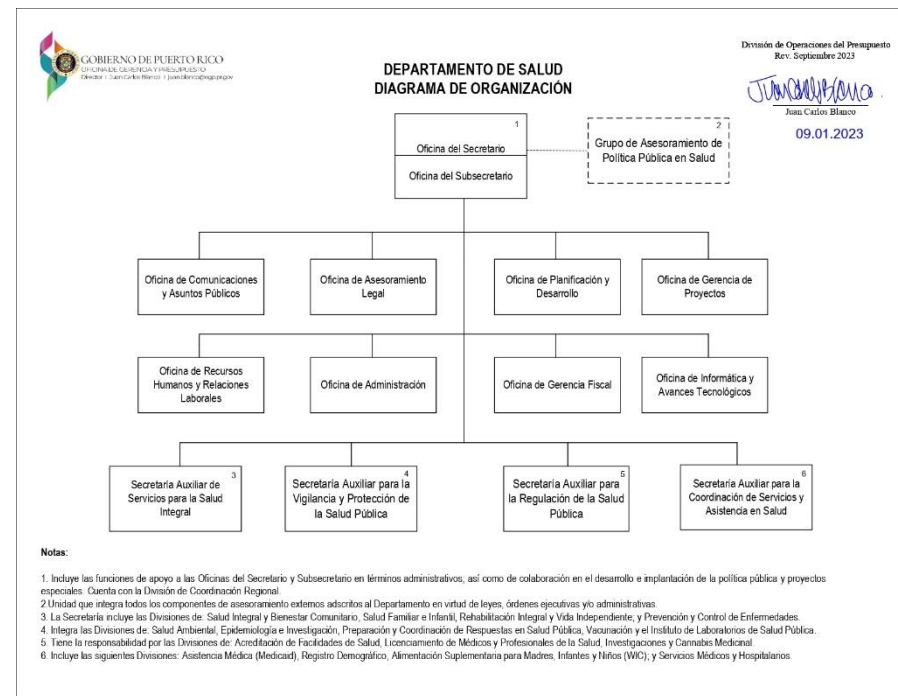 GOBIERNO DE PUERTO RICO
OFICINA DE GERENCIA Y PRESUPUESTO
Director | Juan Carlos Blanco |
División de Operaciones del Presupuesto
Rev. Septiembre 2023
Juan Carlos Blanco
09.01.2023
DEPARTAMENTO DE SALUD
DIAGRAMA DE ORGANIZACIÓN
1
Oficina del Secretario
Oficina del Subsecretario
2
Grupo de Asesoramiento de
Política Pública en Salud
Oficina de Comunicaciones
y Asuntos Públicos
Oficina de Asesoramiento
Legal
Oficina de Planificación y
Desarrollo
Oficina de Gerencia de
Proyectos
Oficina de Recursos
Humanos y Relaciones
Laborales
Oficina de Administración
Oficina de Gerencia Fiscal
Oficina de Informática y
Avances Tecnológicos
3
Secretaría Auxiliar de
Servicios para la Salud
Integral
4
Secretaría Auxiliar para la
Vigilancia y Protección de
la Salud Pública
5
Secretaría Auxiliar para
la Regulación de la Salud
Pública
6
Secretaría Auxiliar para la
Coordinación de Servicios y
Asistencia en Salud
Notas:
1. Incluye las funciones de apoyo a las Oficinas del Secretario y Subsecretario en términos administrativos, así como de colaboración en el desarrollo e implantación de la política pública y proyectos
especiales. Cuenta con la División de Coordinación Regional.
2.Unidad que integra todos los componentes de asesoramiento externos adscritos al Departamento en virtud de leyes, órdenes ejecutivas y/o administrativas.
3. La Secretaría incluye las Divisiones de: Salud Integral y Bienestar Comunitario, Salud Familiar e Infantil, Rehabilitación Integral y Vida Independiente; y Prevención y Control de Enfermedades.
4. Integra las Divisiones de: Salud Ambiental, Epidemiología e Investigación, Preparación y Coordinación de Respuestas en Salud Pública, Vacunación y el Instituto de Laboratorios de Salud Pública.
5. Tiene la responsabilidad por las Divisiones de: Acreditación de Facilidades de Salud, Licenciamiento de Médicos y Profesionales de la Salud, Investigaciones y Cannabis Medicinal.
6. Incluye las siguientes Divisiones: Asistencia Médica (Medicaid), Registro Demográfico, Alimentación Suplementaria para Madres, Infantes y Niños (WIC); y Servicios Médicos y Hospitalarios.